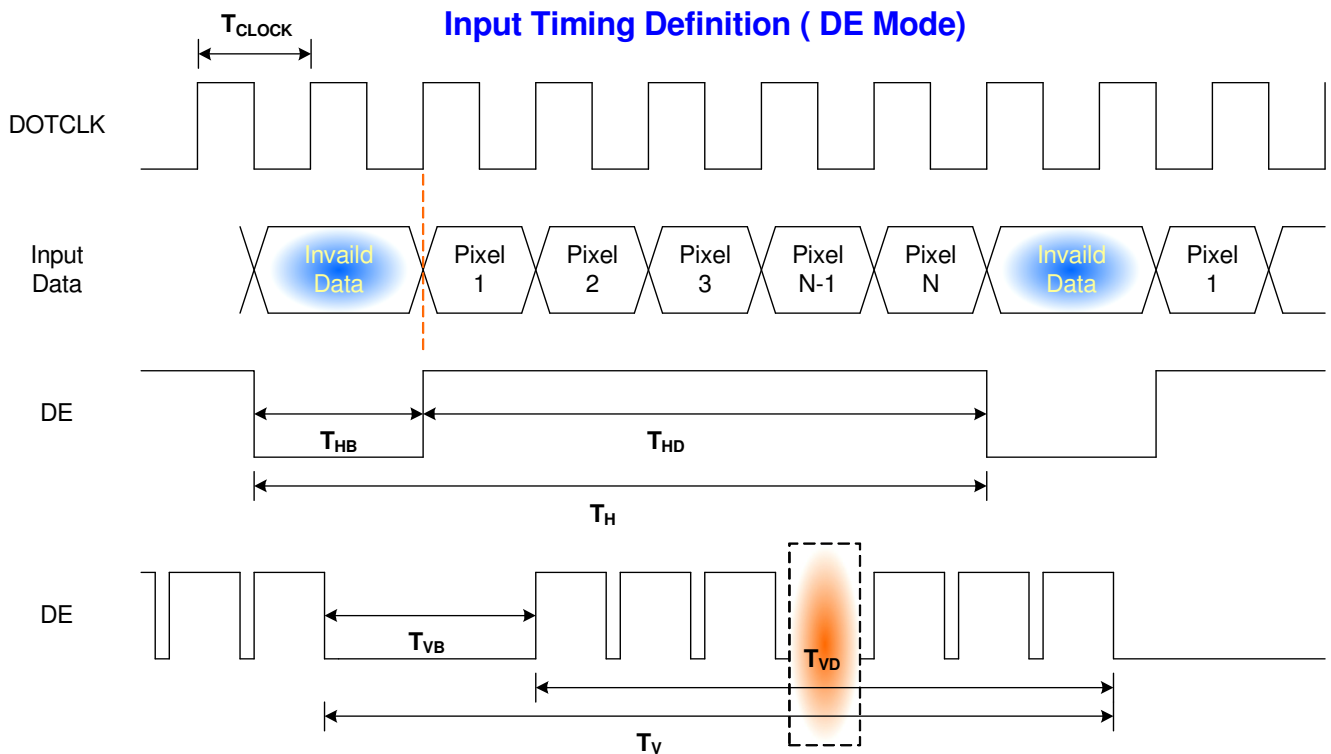 Input Timing Definition ( DE Mode)
TCLOCK
DOTCLK
Input
Data
Invaild
Data
Pixel
1
Pixel
2
Pixel
3
Pixel
N-1
Pixel
N
Invaild
Data
Pixel
1
DE
THB
THD
TH
DE
TVB
TVD
TV